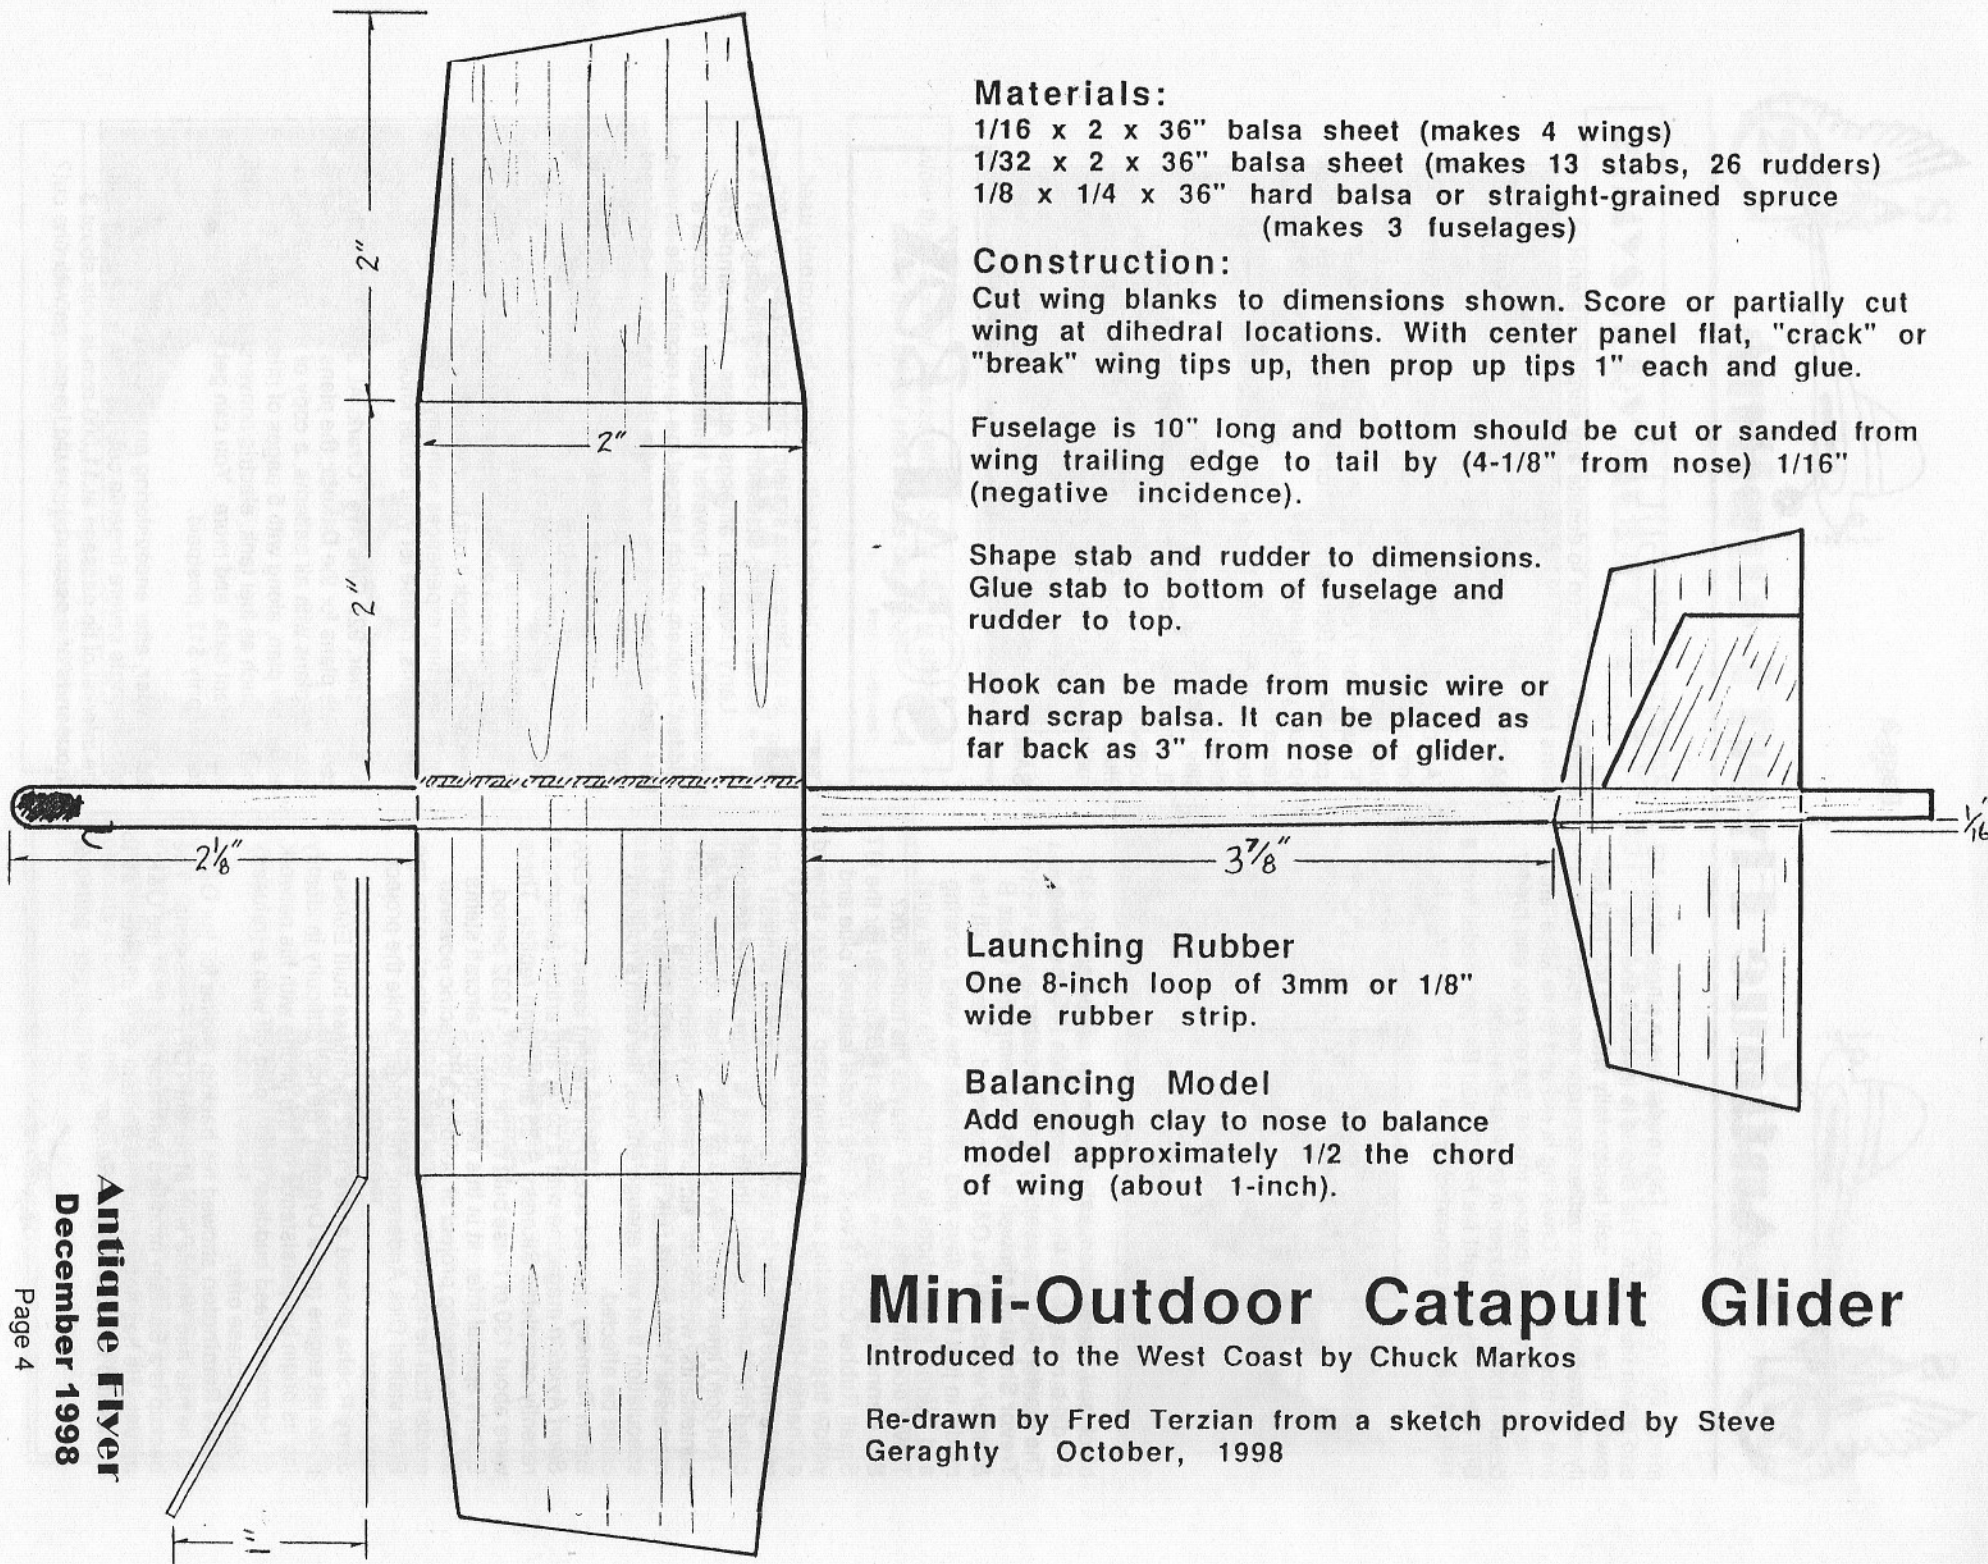 Materials:
1/16 x 2 x 36" balsa sheet (makes 4 wings)
1/32 x 2 x 36" balsa sheet (makes 13 stabs, 26 rudders)
1/8 x 1/4 x 36" hard balsa or straight-grained spruce
(makes 3 fuselages)
Construction:
Cut wing blanks to dimensions shown. Score or partially cut
wing at dihedral locations. With center panel flat, "crack" or
"break" wing tips up, then prop up tips 1" each and glue.
Fuselage is 10" long and bottom should be cut or sanded from
wing trailing edge to tail by (4-1/8" from nose) 1/16"
(negative incidence).
Shape stab and rudder to dimensions.
Glue stab to bottom of fuselage and
rudder to top.
Hook can be made from music wire or
hard scrap balsa. It can be placed as
far back as 3" from nose of glider.
2"
2"
2"
2 1/8"
3 7/8"
1/16
1"
Launching Rubber
One 8-inch loop of 3mm or 1/8"
wide rubber strip.
Balancing Model
Add enough clay to nose to balance
model approximately 1/2 the chord
of wing (about 1-inch).
Mini-Outdoor Catapult Glider
Introduced to the West Coast by Chuck Markos
Re-drawn by Fred Terzian from a sketch provided by Steve
Geraghty October, 1998
Antique Flyer
December 1998
Page 4